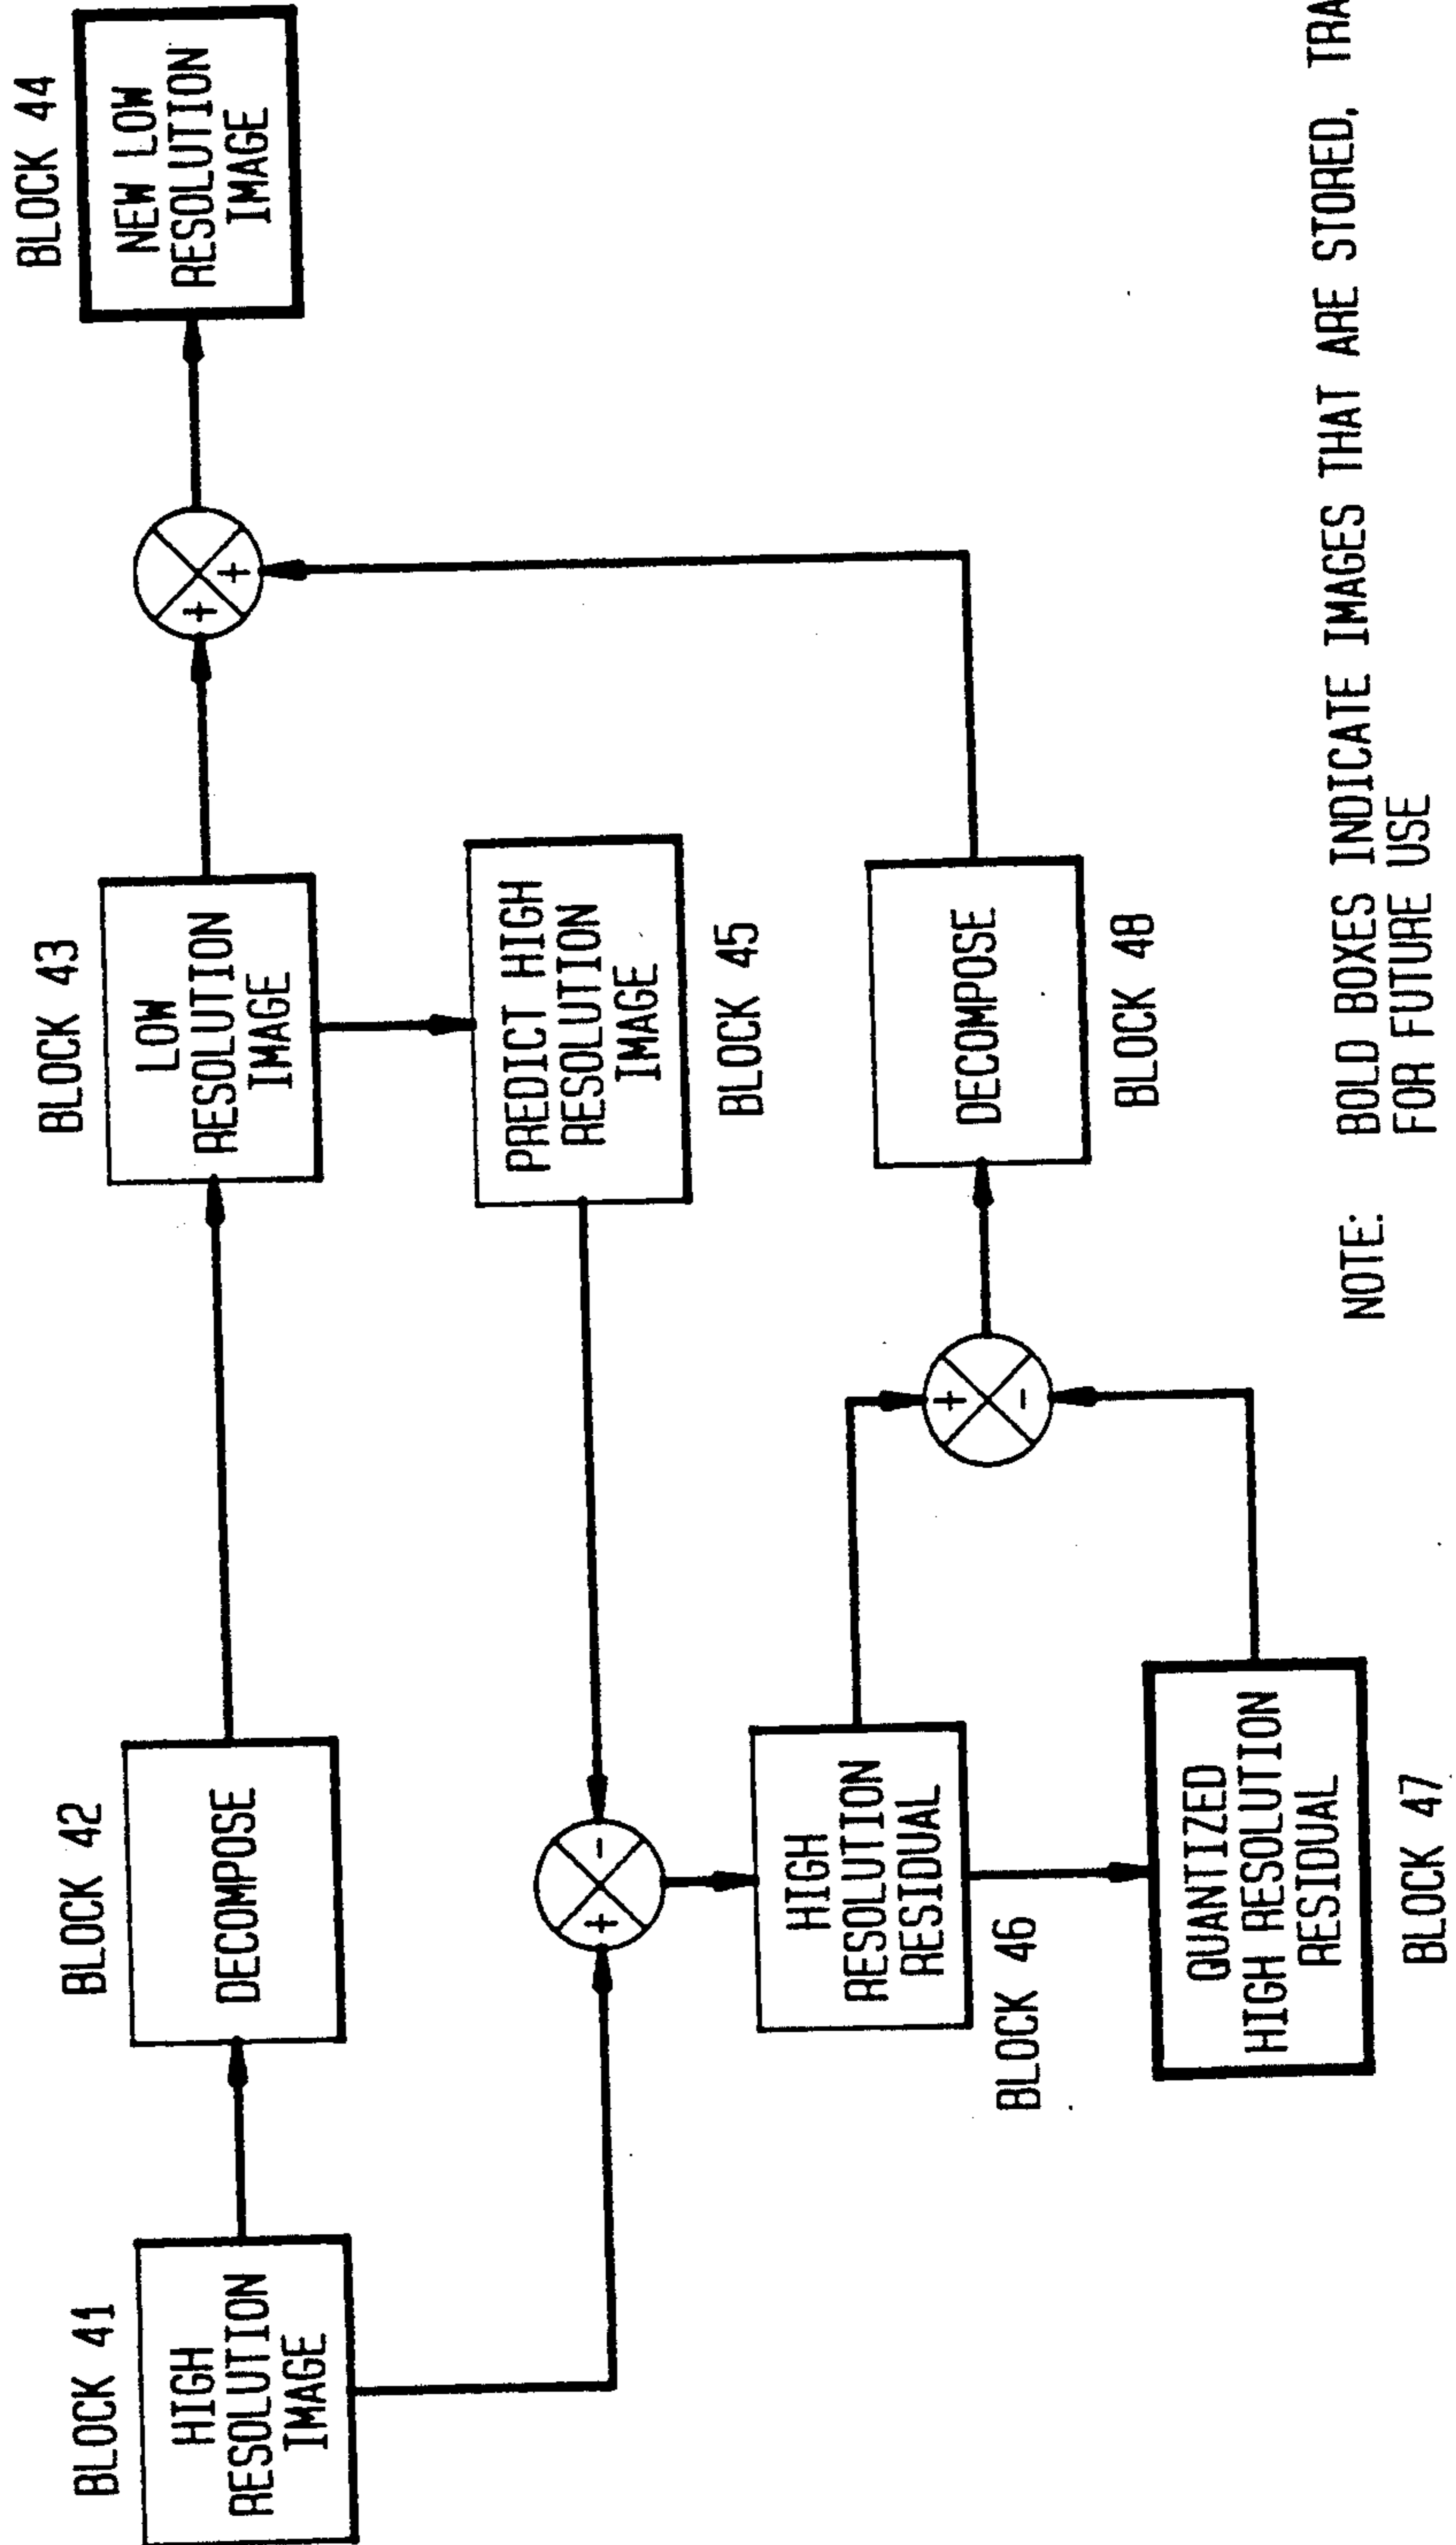 BLOCK 41
HIGH
RESOLUTION
IMAGE
BLOCK 42
DECOMPOSE
BLOCK 43
LOW
RESOLUTION
IMAGE
+
+
BLOCK 44
NEW LOW
RESOLUTION
IMAGE
PREDICT HIGH
RESOLUTION
IMAGE
BLOCK 45
+
-
HIGH
RESOLUTION
RESIDUAL
BLOCK 46
+
-
DECOMPOSE
BLOCK 48
QUANTIZED
HIGH RESOLUTION
RESIDUAL
BLOCK 47
NOTE: BOLD BOXES INDICATE IMAGES THAT ARE STORED,
FOR FUTURE USE